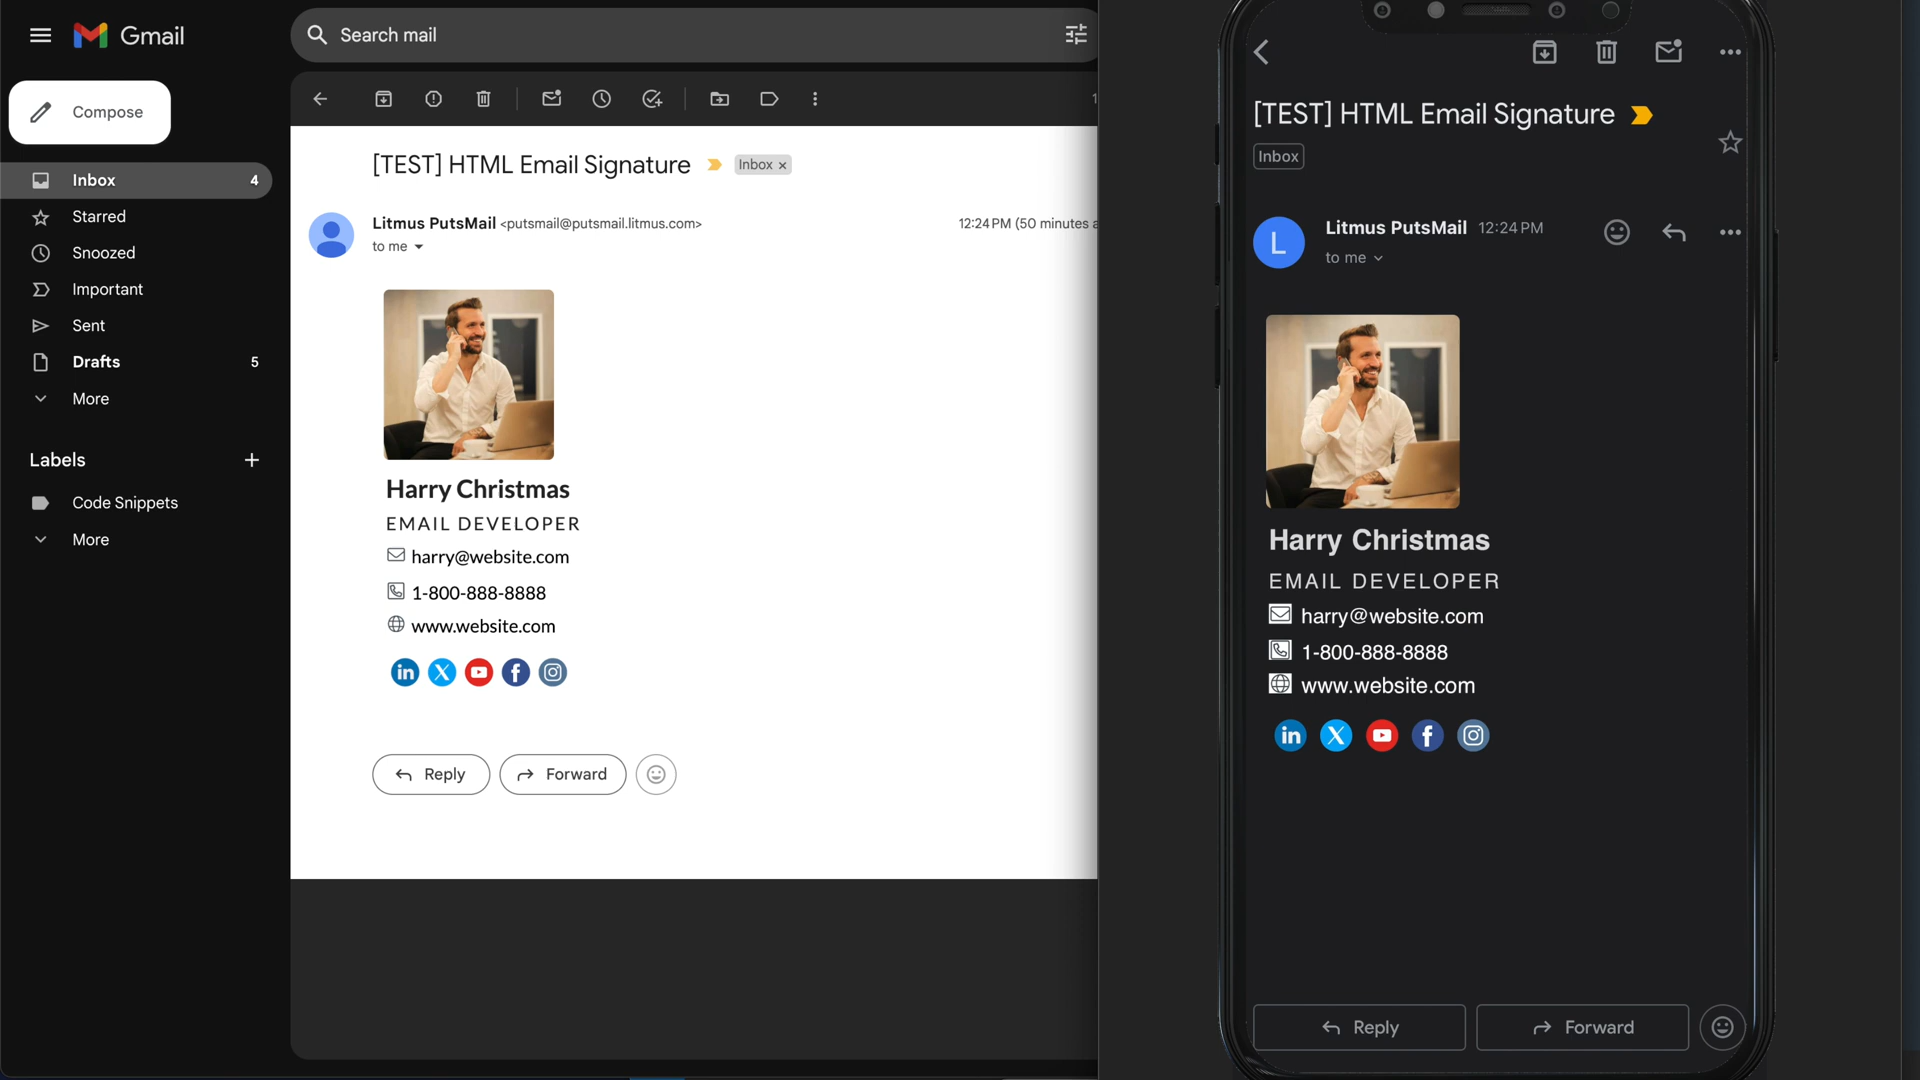 Gmail
Search mail
Compose
Inbox 4
Starred
Snoozed
Important
Sent
Drafts 5
More
Labels
Code Snippets
More
[TEST] HTML Email Signature
Inbox
Litmus PutsMail <putsmail@putsmail.litmus.com>
12:24 PM (50 minutes
to me
Harry Christmas
EMAIL DEVELOPER
harry@website.com
1-800-888-8888
www.website.com
in X f
Reply
Forward
[TEST] HTML Email Signature
Inbox
L
Litmus PutsMail 12:24 PM
to me
Harry Christmas
EMAIL DEVELOPER
harry@website.com
1-800-888-8888
www.website.com
in X f
Reply
Forward